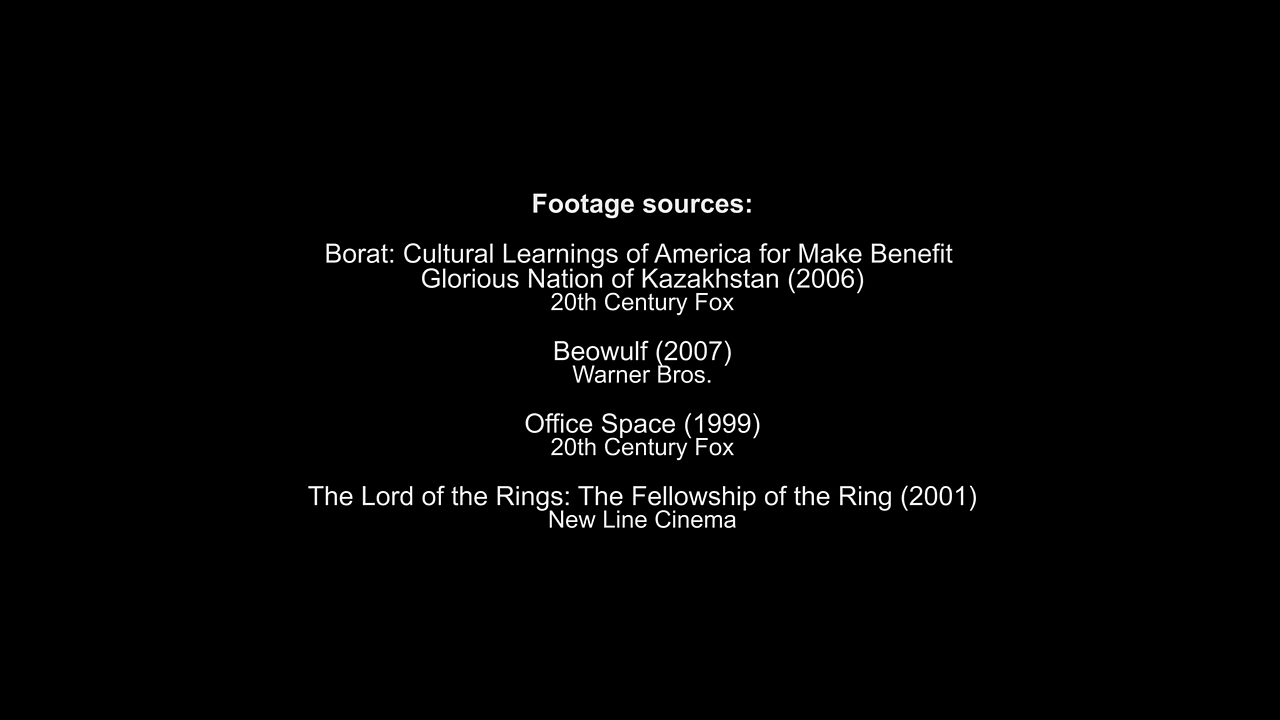 Footage sources:
Borat: Cultural Learnings of America for Make Benefit
Glorious Nation of Kazakhstan (2006)
20th Century Fox
Beowulf (2007)
Warner Bros.
Office Space (1999)
20th Century Fox
The Lord of the Rings: The Fellowship of the Ring (2001)
New Line Cinema